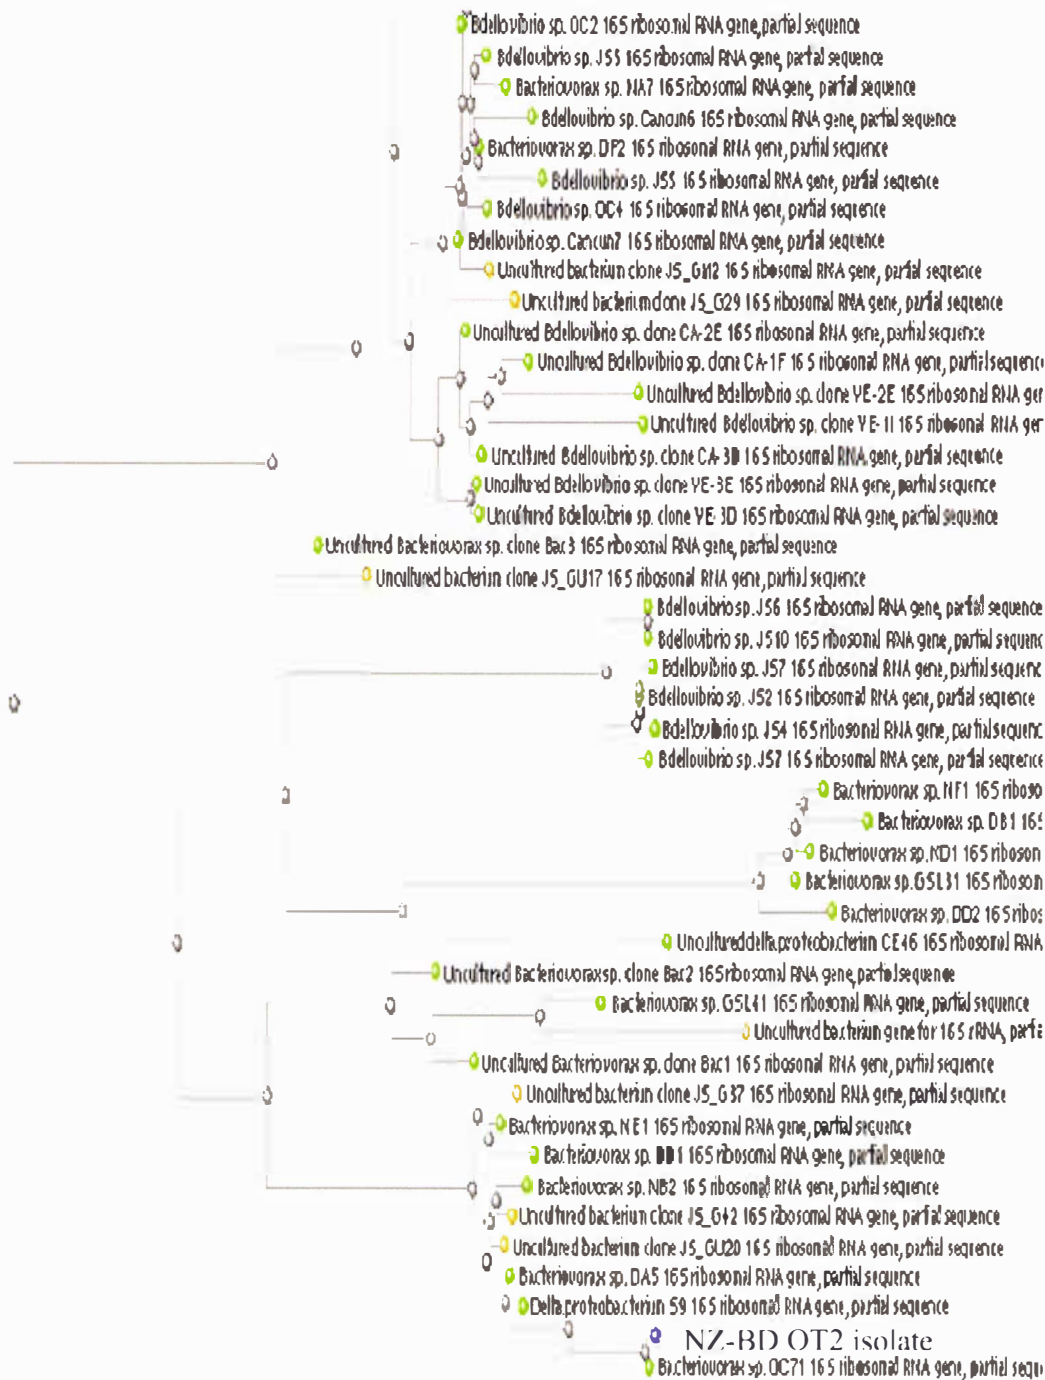 Bdellovibrio sp. OC2 16S ribosomal RNA gene, partial sequence
Bdellovibrio sp. JS5 16S ribosomal RNA gene, partial sequence
Bacteriovorax sp. NA7 16S ribosomal RNA gene, partial sequence
Bdellovibrio sp. Cancun6 16S ribosomal RNA gene, partial sequence
Bacteriovorax sp. DF2 16S ribosomal RNA gene, partial sequence
Bdellovibrio sp. JS5 16S ribosomal RNA gene, partial sequence
Bdellovibrio sp. OC4 16S ribosomal RNA gene, partial sequence
Bdellovibrio sp. Cancun7 16S ribosomal RNA gene, partial sequence
Uncultured bacterium clone JS_GM2 16S ribosomal RNA gene, partial sequence
Uncultured bacterium clone JS_G29 16S ribosomal RNA gene, partial sequence
Uncultured Bdellovibrio sp. clone CA-2E 16S ribosomal RNA gene, partial sequence
Uncultured Bdellovibrio sp. clone CA-1F 16S ribosomal RNA gene, partial sequenc
Uncultured Bdellovibrio sp. clone VE-2E 16S ribosomal RNA ger
Uncultured Bdellovibrio sp. clone VE-1I 16S ribosomal RNA ger
Uncultured Bdellovibrio sp. clone CA-3D 16S ribosomal RNA gene, partial sequence
Uncultured Bdellovibrio sp. clone VE-3E 16S ribosomal RNA gene, partial sequence
Uncultured Bdellovibrio sp. clone VE-3D 16S ribosomal RNA gene, partial sequence
Uncultured Bacteriovorax sp. clone Bac3 16S ribosomal RNA gene, partial sequence
Uncultured bacterium clone JS_GU17 16S ribosomal RNA gene, partial sequence
Bdellovibrio sp. JS6 16S ribosomal RNA gene, partial sequence
Bdellovibrio sp. JS10 16S ribosomal RNA gene, partial sequenc
Bdellovibrio sp. JS7 16S ribosomal RNA gene, partial sequenc
Bdellovibrio sp. JS2 16S ribosomal RNA gene, partial sequence
Bdellovibrio sp. JS4 16S ribosomal RNA gene, partial sequenc
Bdellovibrio sp. JS7 16S ribosomal RNA gene, partial sequence
Bacteriovorax sp. NF1 16S riboso
Bacteriovorax sp. DB1 16S
Bacteriovorax sp. ND1 16S riboson
Bacteriovorax sp. GSL31 16S riboson
Bacteriovorax sp. DD2 16S ribos
Uncultured delta proteobacterium CE46 16S ribosomal RNA
Uncultured Bacteriovorax sp. clone Bac2 16S ribosomal RNA gene, partial sequence
Bacteriovorax sp. GSL41 16S ribosomal RNA gene, partial sequence
Uncultured bacterium gene for 16S rRNA, partia
Uncultured Bacteriovorax sp. clone Bac1 16S ribosomal RNA gene, partial sequence
Uncultured bacterium clone JS_G37 16S ribosomal RNA gene, partial sequence
Bacteriovorax sp. NE1 16S ribosomal RNA gene, partial sequence
Bacteriovorax sp. DD1 16S ribosomal RNA gene, partial sequence
Bacteriovorax sp. NB2 16S ribosomal RNA gene, partial sequence
Uncultured bacterium clone JS_G42 16S ribosomal RNA gene, partial sequence
Uncultured bacterium clone JS_GU20 16S ribosomal RNA gene, partial sequence
Bacteriovorax sp. DA5 16S ribosomal RNA gene, partial sequence
Delta proteobacterium S9 16S ribosomal RNA gene, partial sequence
NZ-BD OT2 isolate
Bacteriovorax sp. OC71 16S ribosomal RNA gene, partial sequ